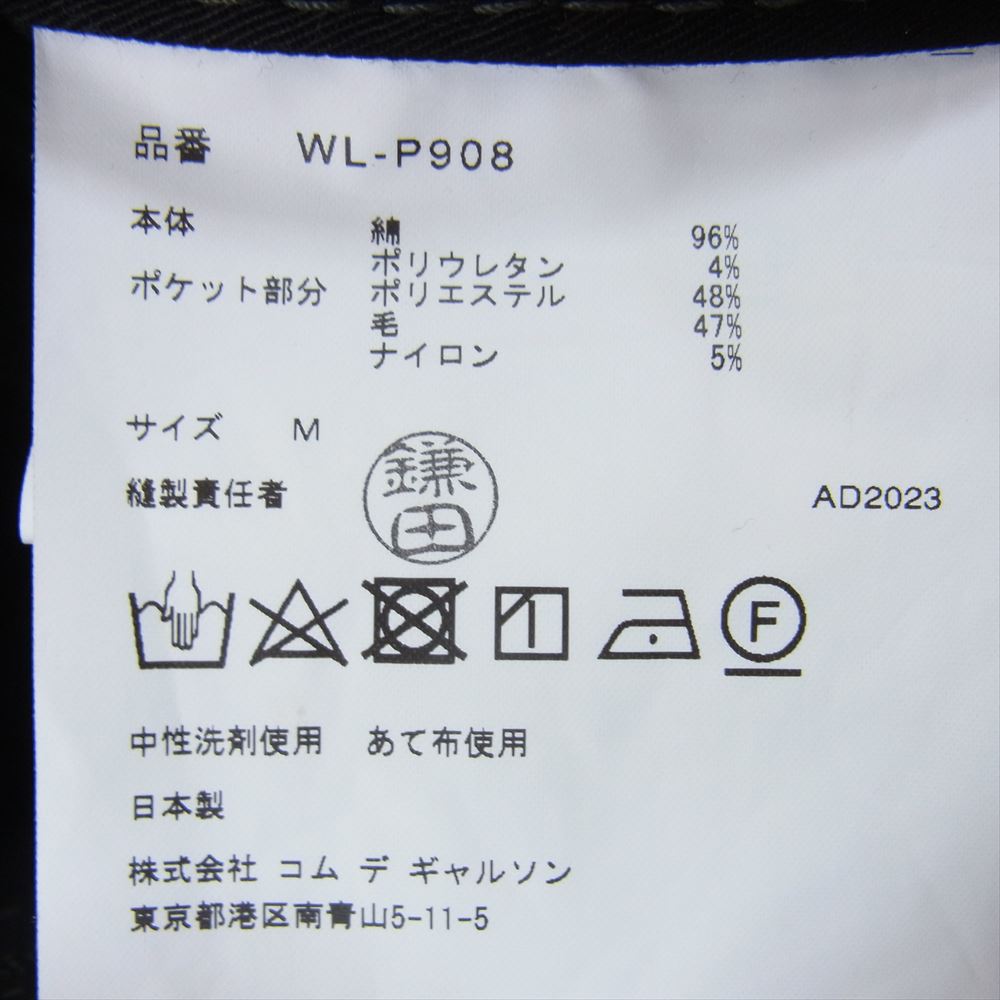 品番 WL-P908
本体 綿 96%
ポリウレタン 4%
ポケット部分 ポリエステル 48%
毛 47%
ナイロン 5%
サイズ M
縫製責任者 鎌田 AD2023
F
中性洗剤使用 あて布使用
日本製
株式会社 コム デ ギャルソン
東京都港区南青山5-11-5